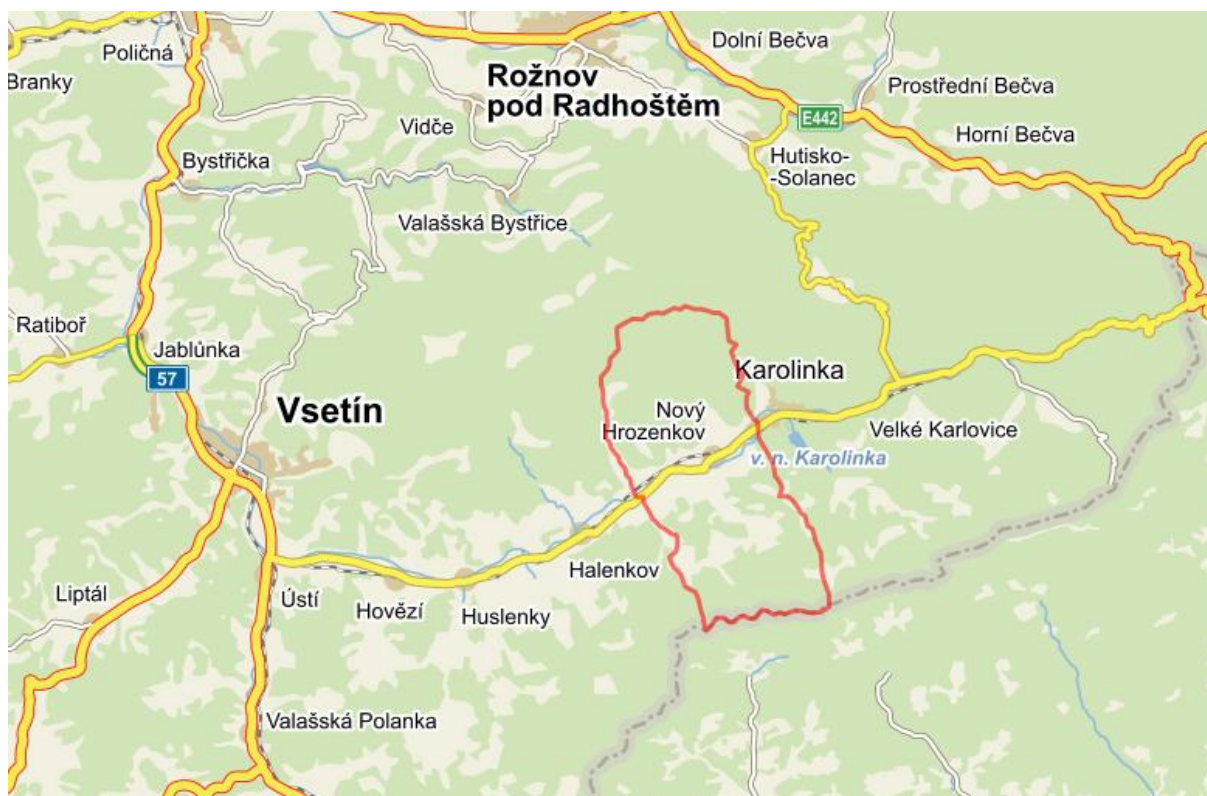 Poličná
Dolní Bečva
Branky
Rožnov
pod Radhoštěm
Prostřední Bečva
E442
Vidče
Horní Bečva
Bystřička
Hutisko-
-Solanec
Valašská Bystřice
Ratiboř
Jablůnka
57
Karolinka
Vsetín
Nový
Hrozenkov
Velké Karlovice
v. n. Karolinka
Halenkov
Liptál
Ústí
Hovězí
Huslenky
Valašská Polanka